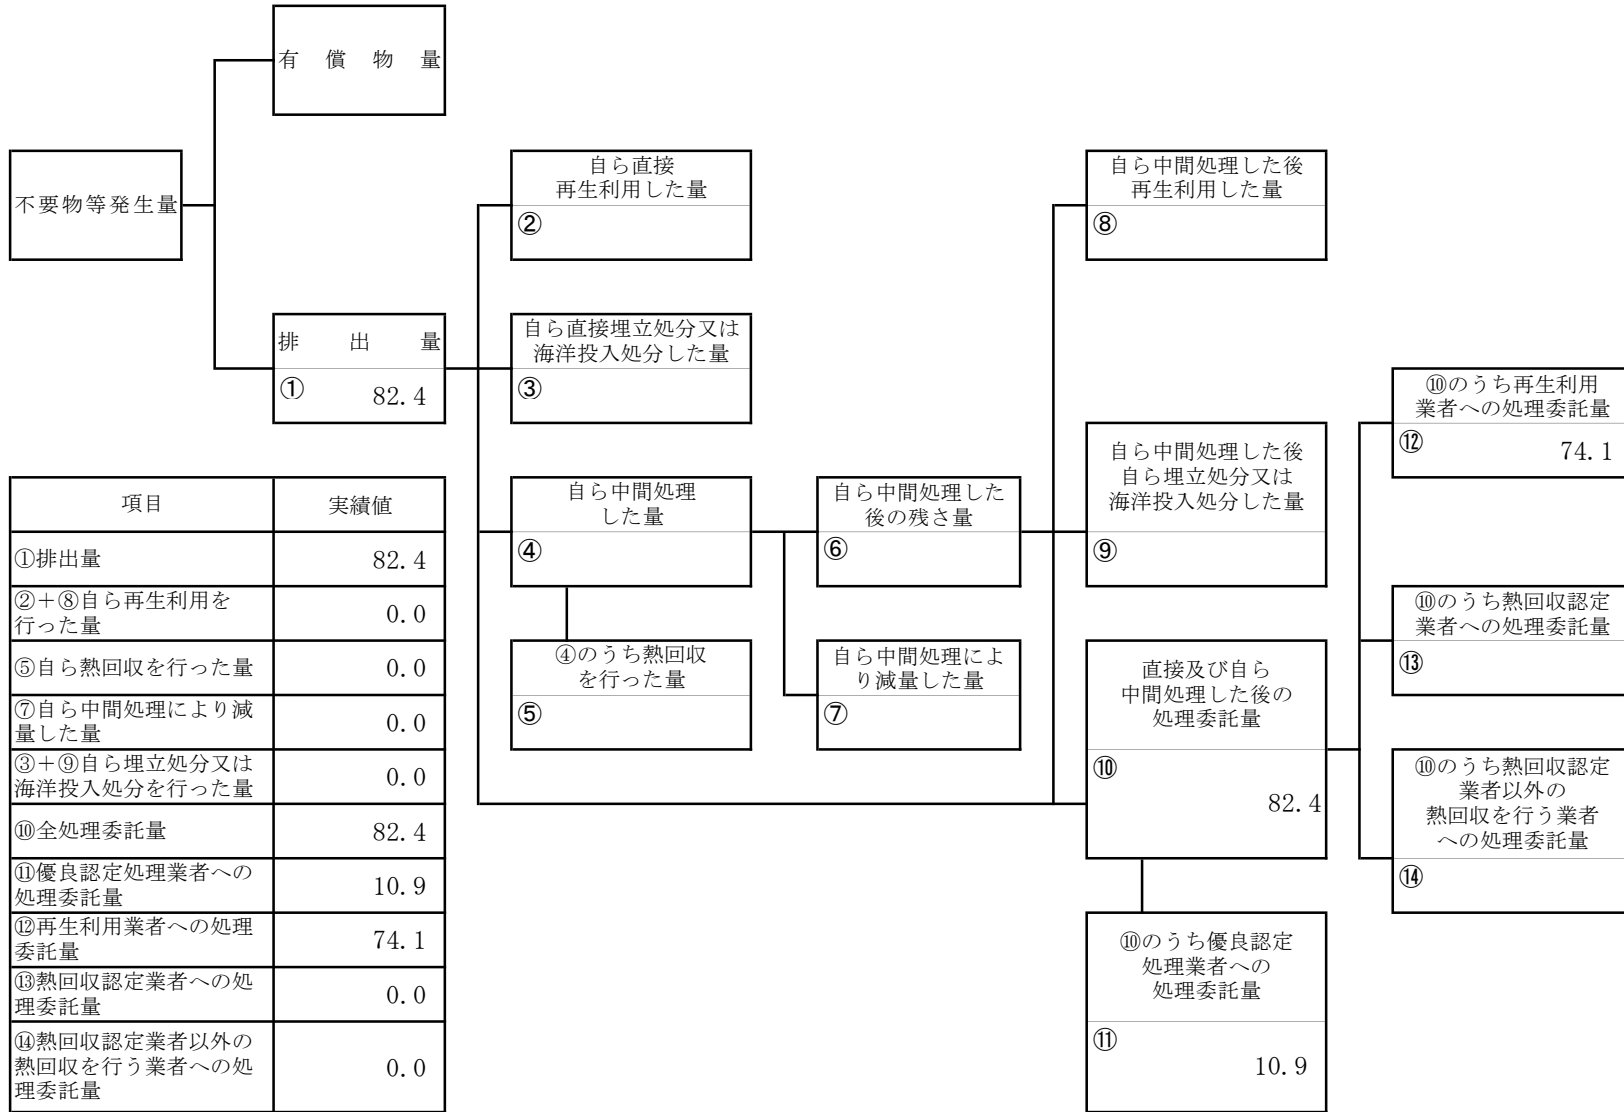 有償物量
不要物等発生量
自ら直接
再生利用した量
②
自ら中間処理した後
再生利用した量
⑧
排出量
① 82.4
自ら直接埋立処分又は
海洋投入処分した量
③
⑩のうち再生利用
業者への処理委託量
⑫ 74.1
自ら中間処理
した量
④
自ら中間処理した
後の残さ量
⑥
自ら中間処理した後
自ら埋立処分又は
海洋投入処分した量
⑨
⑩のうち熱回収認定
業者への処理委託量
⑬
④のうち熱回収
を行った量
⑤
自ら中間処理によ
り減量した量
⑦
直接及び自ら
中間処理した後の
処理委託量
⑩
82.4
⑩のうち熱回収認定
業者以外の
熱回収を行う業者
への処理委託量
⑭
⑩のうち優良認定
処理業者への
処理委託量
⑪
10.9
項目 実績値
①排出量 82.4
②+⑧自ら再生利用を
行った量 0.0
⑤自ら熱回収を行った量 0.0
⑦自ら中間処理により減
量した量 0.0
③+⑨自ら埋立処分又は
海洋投入処分を行った量 0.0
⑩全処理委託量 82.4
⑪優良認定処理業者への
処理委託量 10.9
⑫再生利用業者への処理
委託量 74.1
⑬熱回収認定業者への処
理委託量 0.0
⑭熱回収認定業者以外の
熱回収を行う業者への処
理委託量 0.0